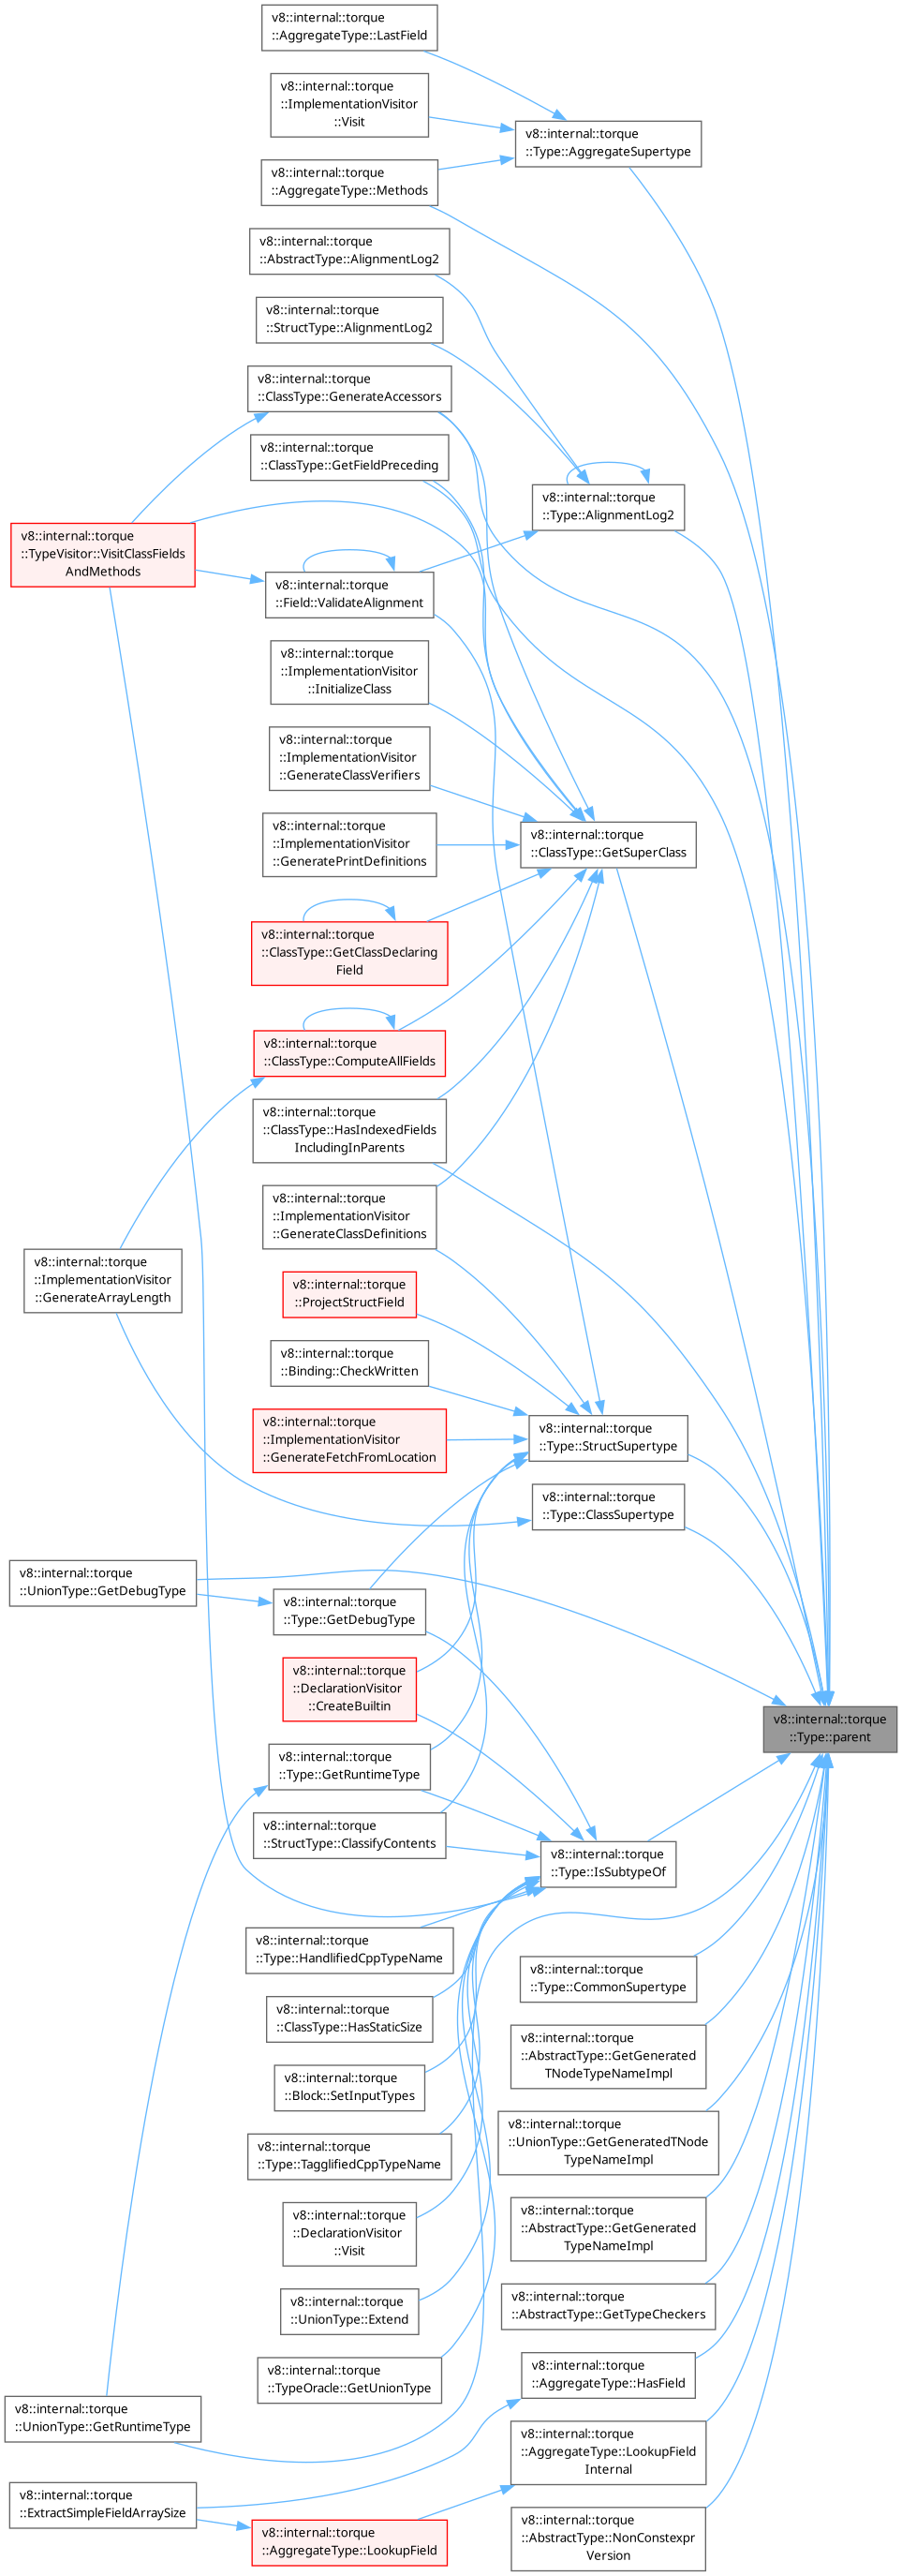 v8::internal::torque
::AggregateType::LastField
v8::internal::torque
::ImplementationVisitor
::Visit
v8::internal::torque
::Type::AggregateSupertype
v8::internal::torque
::AggregateType::Methods
v8::internal::torque
::AbstractType::AlignmentLog2
v8::internal::torque
::StructType::AlignmentLog2
v8::internal::torque
::ClassType::GenerateAccessors
v8::internal::torque
::ClassType::GetFieldPreceding
v8::internal::torque
::Type::AlignmentLog2
v8::internal::torque
::TypeVisitor::VisitClassFields
AndMethods
v8::internal::torque
::Field::ValidateAlignment
v8::internal::torque
::ImplementationVisitor
::InitializeClass
v8::internal::torque
::ImplementationVisitor
::GenerateClassVerifiers
v8::internal::torque
::ImplementationVisitor
::GeneratePrintDefinitions
v8::internal::torque
::ClassType::GetSuperClass
v8::internal::torque
::ClassType::GetClassDeclaring
Field
v8::internal::torque
::ClassType::ComputeAllFields
v8::internal::torque
::ClassType::HasIndexedFields
IncludingInParents
v8::internal::torque
::ImplementationVisitor
::GenerateClassDefinitions
v8::internal::torque
::ImplementationVisitor
::GenerateArrayLength
v8::internal::torque
::ProjectStructField
v8::internal::torque
::Binding::CheckWritten
v8::internal::torque
::ImplementationVisitor
::GenerateFetchFromLocation
v8::internal::torque
::Type::StructSupertype
v8::internal::torque
::Type::ClassSupertype
v8::internal::torque
::UnionType::GetDebugType
v8::internal::torque
::Type::GetDebugType
v8::internal::torque
::DeclarationVisitor
::CreateBuiltin
v8::internal::torque
::Type::parent
v8::internal::torque
::Type::GetRuntimeType
v8::internal::torque
::StructType::ClassifyContents
v8::internal::torque
::Type::IsSubtypeOf
v8::internal::torque
::Type::HandlifiedCppTypeName
v8::internal::torque
::Type::CommonSupertype
v8::internal::torque
::ClassType::HasStaticSize
v8::internal::torque
::AbstractType::GetGenerated
TNodeTypeNameImpl
v8::internal::torque
::Block::SetInputTypes
v8::internal::torque
::UnionType::GetGeneratedTNode
TypeNameImpl
v8::internal::torque
::Type::TagglifiedCppTypeName
v8::internal::torque
::DeclarationVisitor
::Visit
v8::internal::torque
::AbstractType::GetGenerated
TypeNameImpl
v8::internal::torque
::UnionType::Extend
v8::internal::torque
::AbstractType::GetTypeCheckers
v8::internal::torque
::TypeOracle::GetUnionType
v8::internal::torque
::AggregateType::HasField
v8::internal::torque
::UnionType::GetRuntimeType
v8::internal::torque
::AggregateType::LookupField
Internal
v8::internal::torque
::ExtractSimpleFieldArraySize
v8::internal::torque
::AggregateType::LookupField
v8::internal::torque
::AbstractType::NonConstexpr
Version